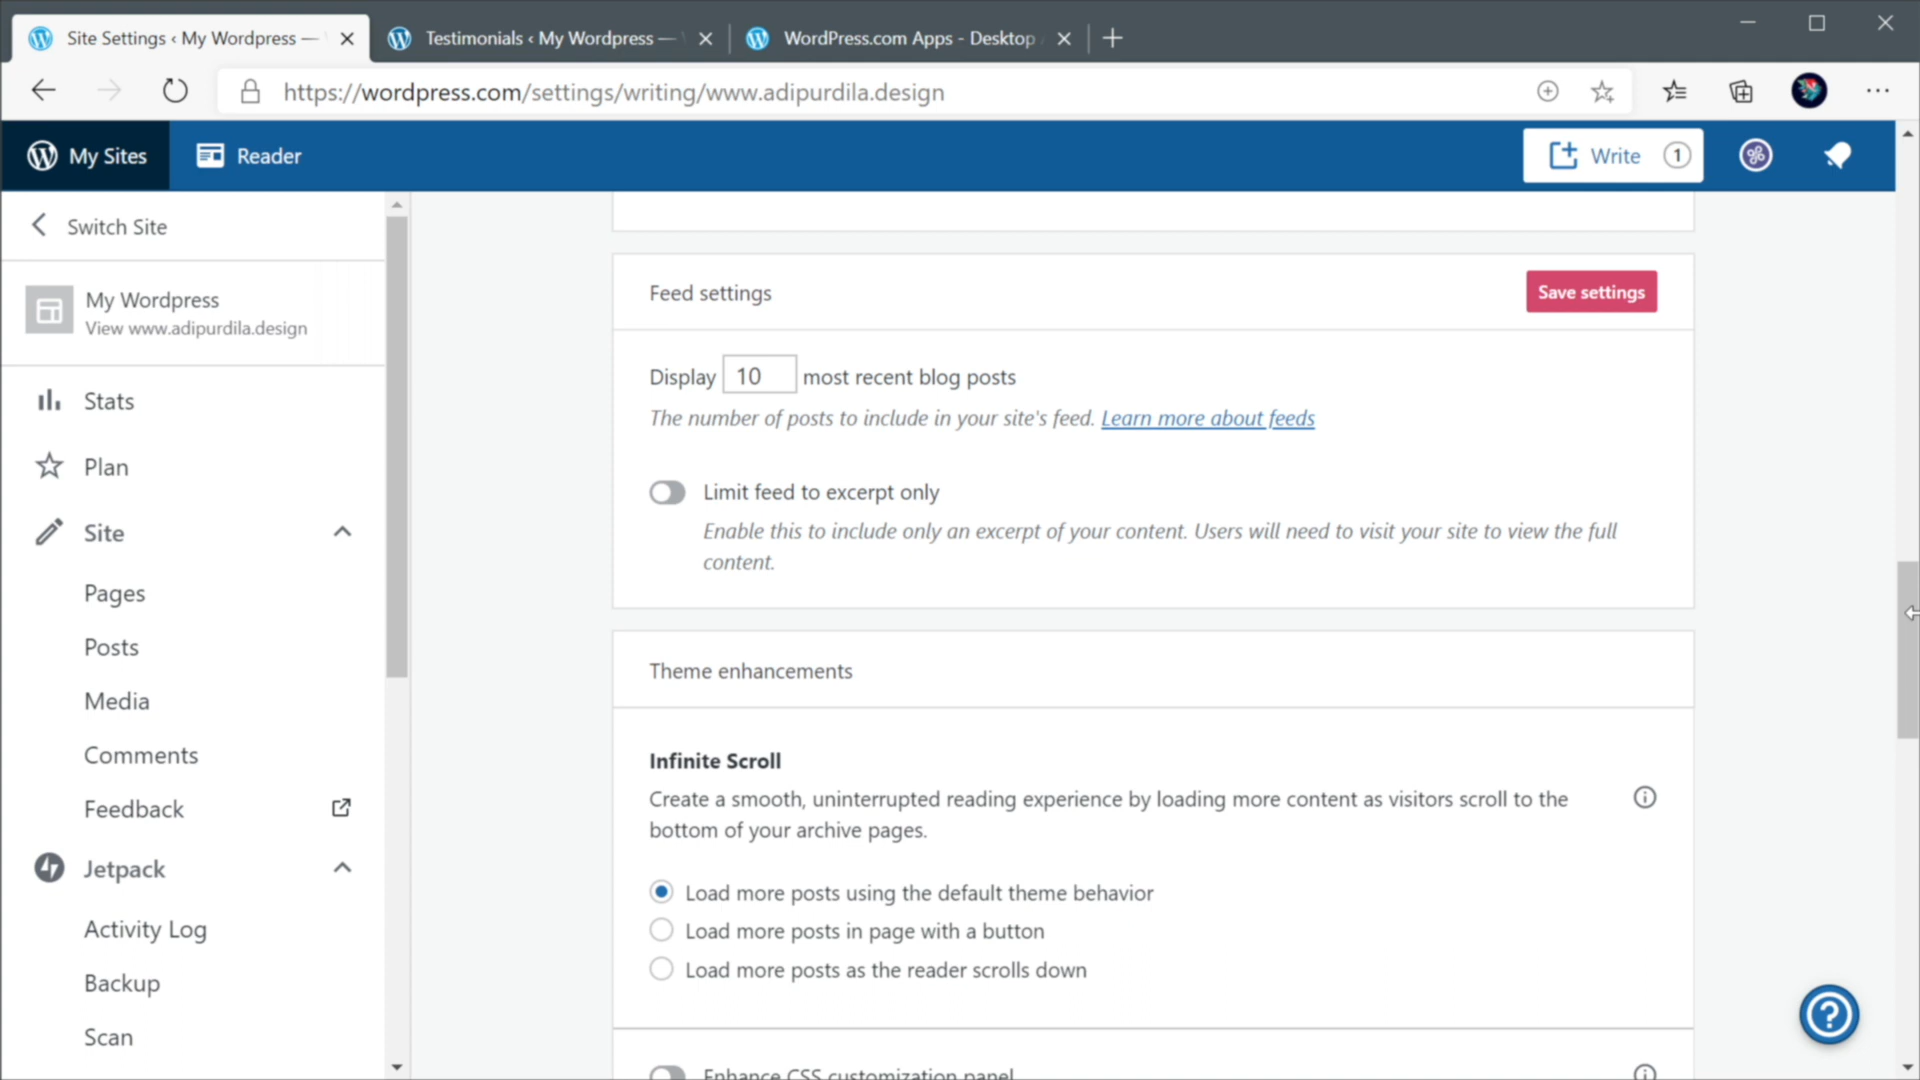 Site Settings ‹ My Wordpress —
Testimonials ‹ My Wordpress —
WordPress.com Apps - Desktop
https://wordpress.com/settings/writing/www.adipurdila.design
My Sites
Reader
Write 1
Switch Site
My Wordpress
View www.adipurdila.design
Stats
Plan
Site
Pages
Posts
Media
Comments
Feedback
Jetpack
Activity Log
Backup
Scan
Feed settings
Save settings
Display 10 most recent blog posts
The number of posts to include in your site's feed. Learn more about feeds
Limit feed to excerpt only
Enable this to include only an excerpt of your content. Users will need to visit your site to view the full
content.
Theme enhancements
Infinite Scroll
Create a smooth, uninterrupted reading experience by loading more content as visitors scroll to the
bottom of your archive pages.
Load more posts using the default theme behavior
Load more posts in page with a button
Load more posts as the reader scrolls down
Enhance CSS customization panel